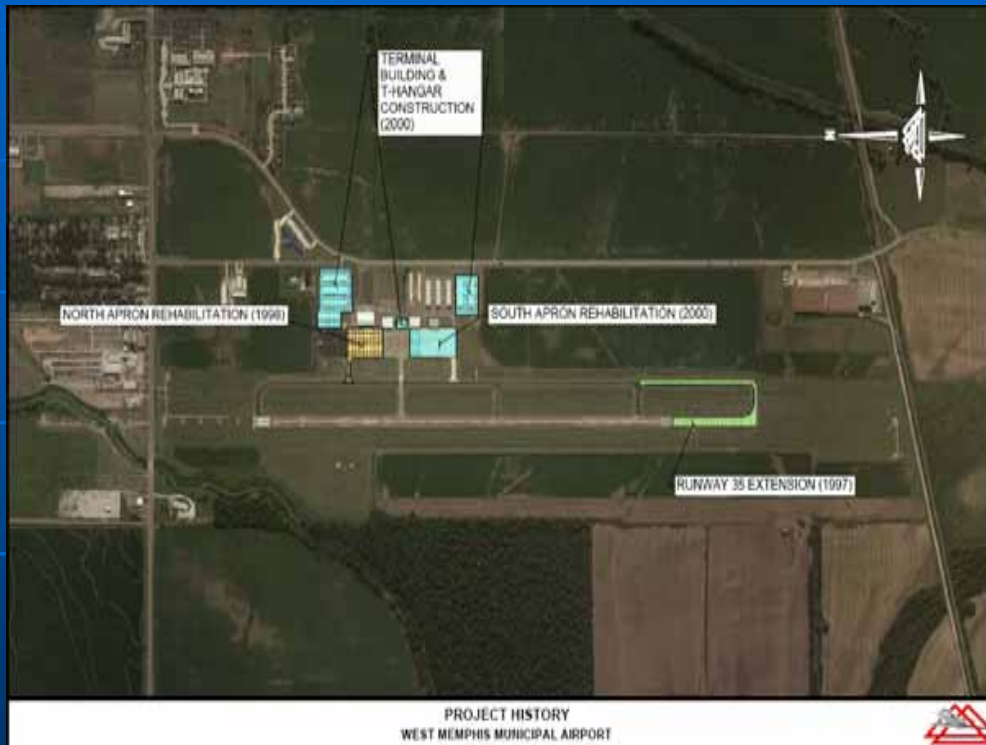 TERMINAL
BUILDING &
T-HANGAR
CONSTRUCTION
(2000)
N
NORTH APRON REHABILITATION (1998)
SOUTH APRON REHABILITATION (2000)
RUNWAY 35 EXTENSION (1997)
PROJECT HISTORY
WEST MEMPHIS MUNICIPAL AIRPORT